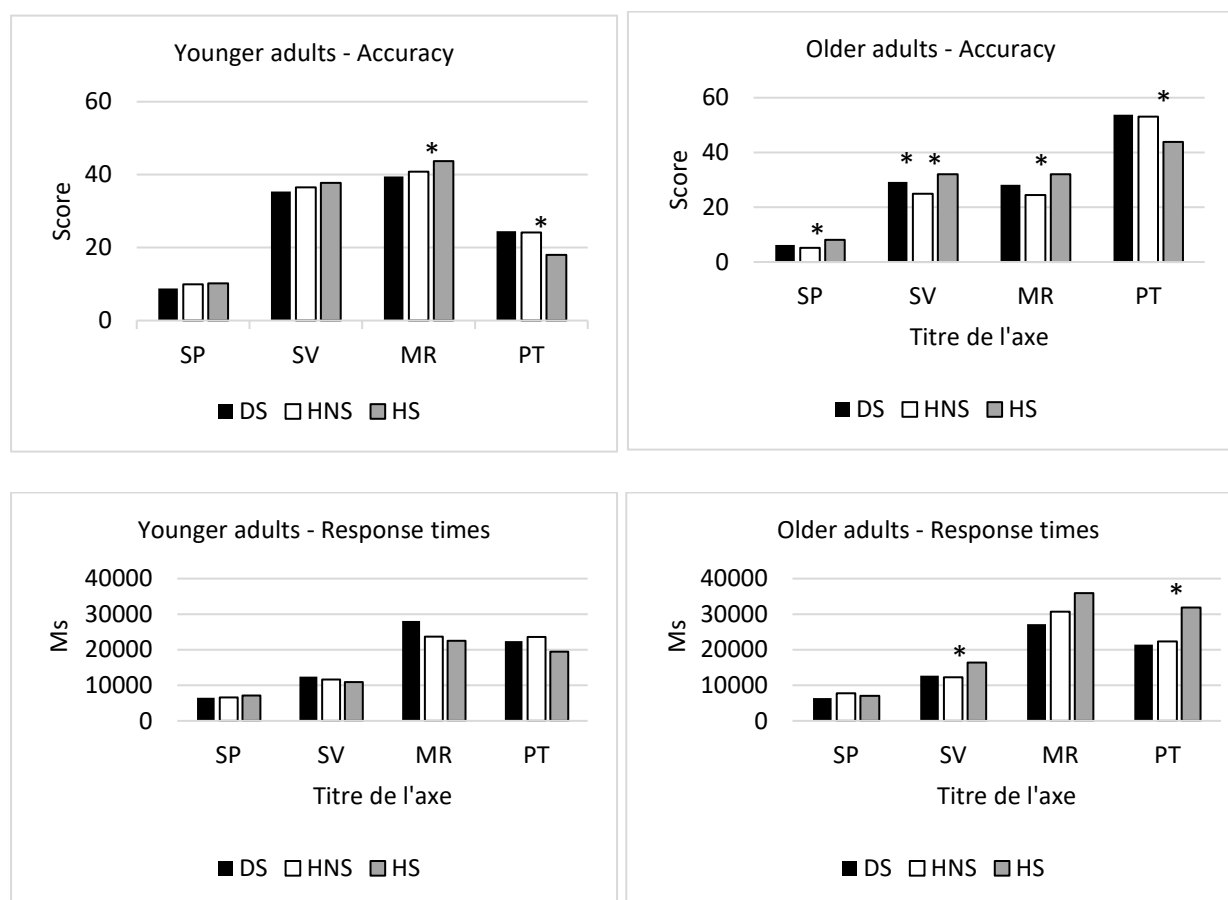 Younger adults - Accuracy
60
40
20
0
Score
*
*
SP SV MR PT
DS HNS HS
Older adults - Accuracy
60
40
20
0
Score
*
* *
*
*
SP SV MR PT
Titre de l'axe
DS HNS HS
Younger adults - Response times
40000
30000
20000
10000
0
Ms
SP SV MR PT
Titre de l'axe
DS HNS HS
Older adults - Response times
40000
30000
20000
10000
0
Ms
*
*
SP SV MR PT
Titre de l'axe
DS HNS HS